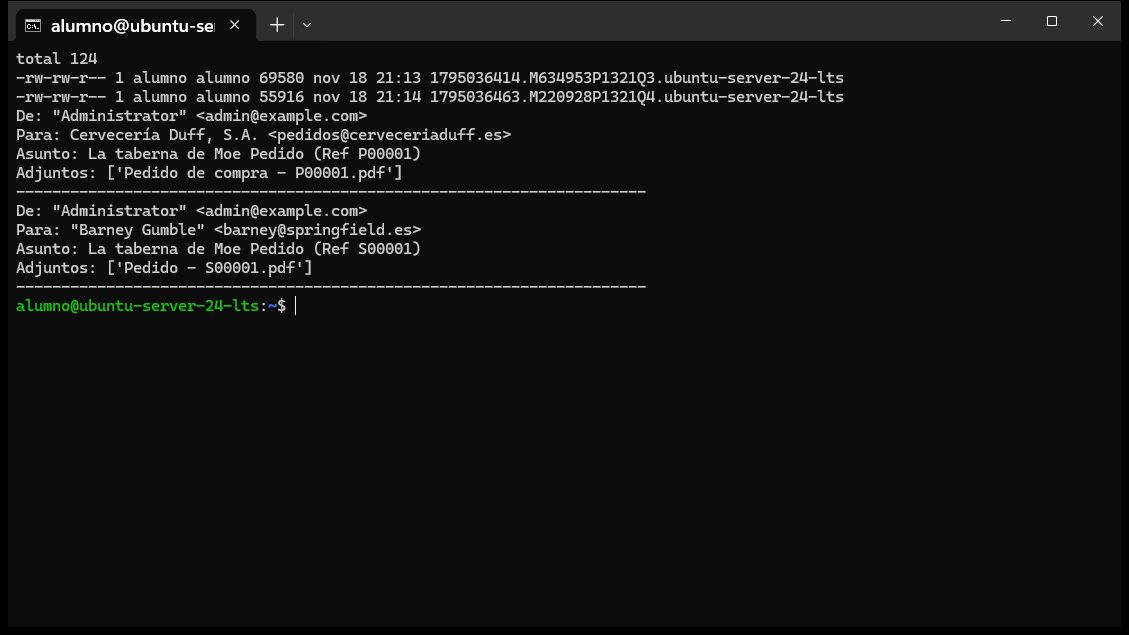 alumno@ubuntu-se
total 124
-rw-rw-r-- 1 alumno alumno 69580 nov 18 21:13 1795036414.M634953P1321Q3.ubuntu-server-24-lts
-rw-rw-r-- 1 alumno alumno 55916 nov 18 21:14 1795036463.M220928P1321Q4.ubuntu-server-24-lts
De: "Administrator" <admin@example.com>
Para: Cervecería Duff, S.A. <pedidos@cerveceriaduff.es>
Asunto: La taberna de Moe Pedido (Ref P00001)
Adjuntos: ['Pedido de compra - P00001.pdf']
----------------------------------------------------------------------
De: "Administrator" <admin@example.com>
Para: "Barney Gumble" <barney@springfield.es>
Asunto: La taberna de Moe Pedido (Ref S00001)
Adjuntos: ['Pedido - S00001.pdf']
----------------------------------------------------------------------
alumno@ubuntu-server-24-lts:~$